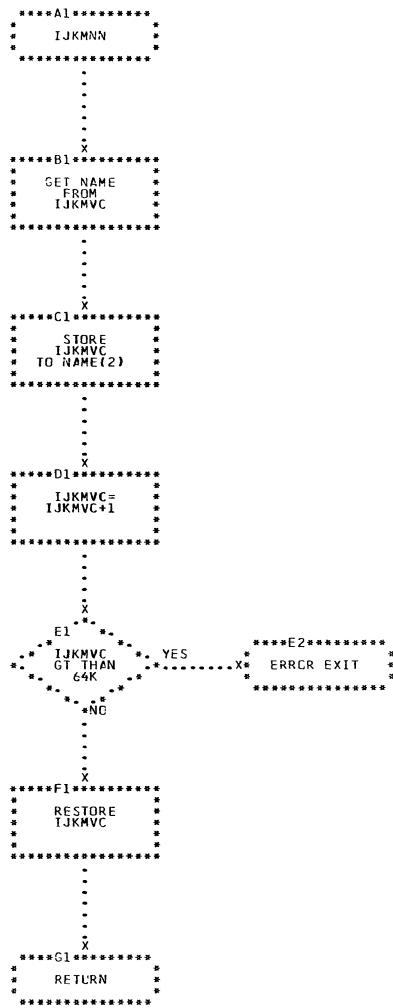 A1
IJKMNN
B1
GET NAME
FROM
IJKMVC
C1
STORE
IJKMVC
TO NAME(2)
D1
IJKMVC=
IJKMVC+1
E1
IJKMVC
GT THAN
64K
YES
E2
ERROR EXIT
NO
F1
RESTORE
IJKMVC
G1
RETURN